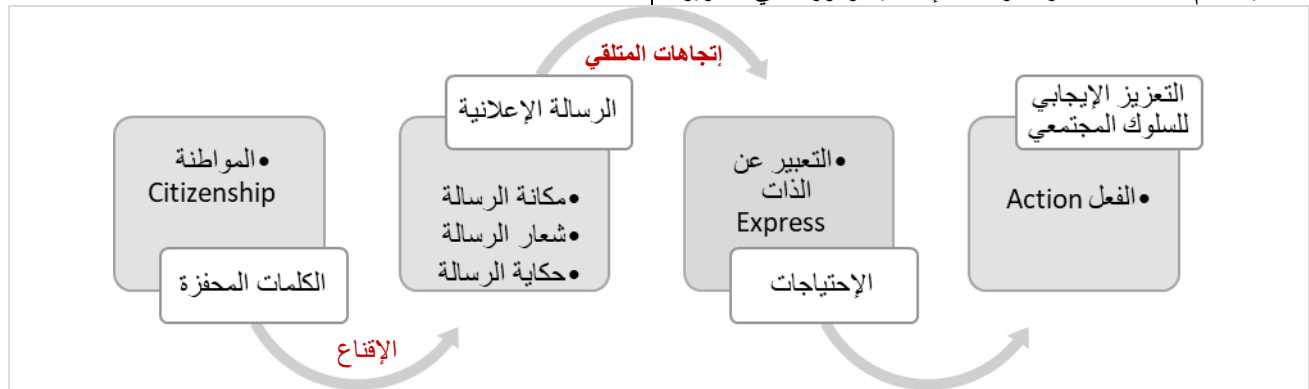 إتجاهات المتلقي
المواطنة
Citizenship
الكلمات المحفزة
الإقناع
الرسالة الإعلانية
مكانة الرسالة
شعار الرسالة
حكاية الرسالة
التعبير عن
الذات
Express
الإحتياجات
التعزيز الإيجابي
للسلوك المجتمعي
الفعل Action